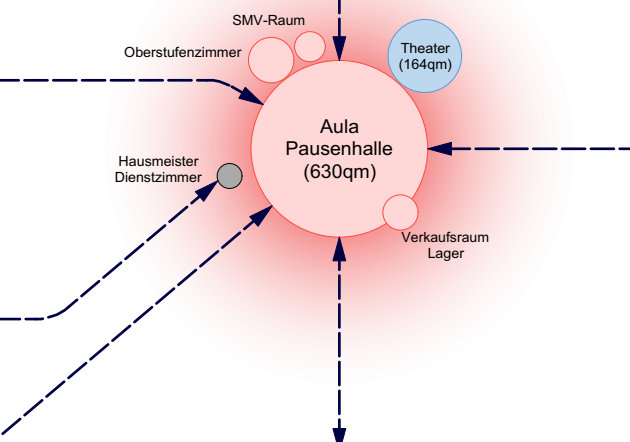 SMV-Raum
Oberstufenzimmer
Theater
(164qm)
Aula
Pausenhalle
(630qm)
Hausmeister
Dienstzimmer
Verkaufsraum
Lager